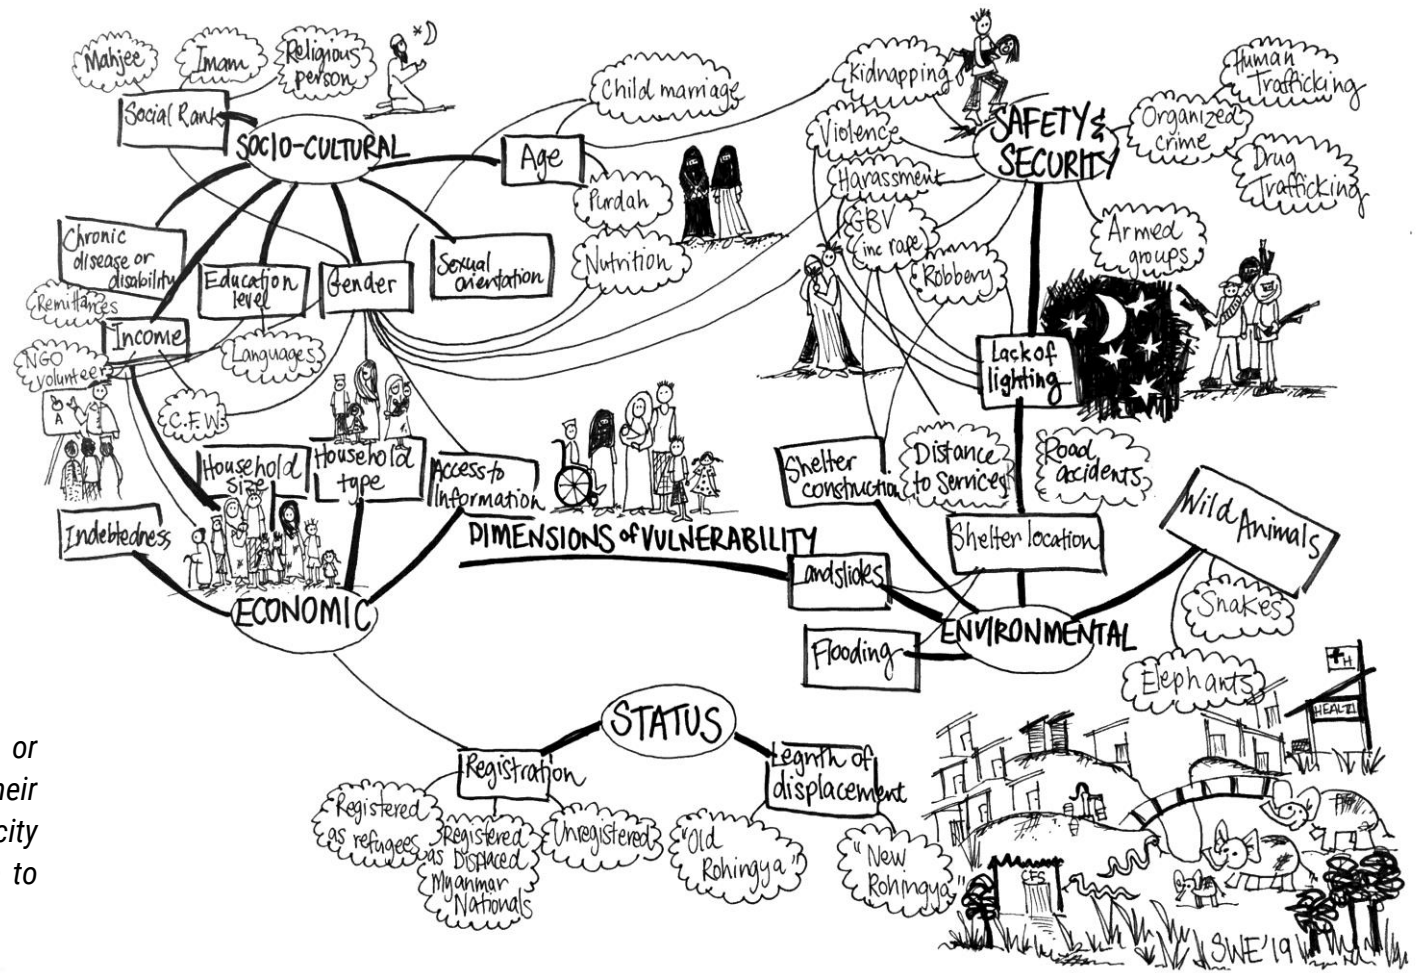 Mahjee
Imam
Religious
person
Social Rank
SOCIO-CULTURAL
Age
Child marriage
Purdah
Nutrition
Chronic
disease or
disability
Remittances
Income
NGO
volunteer
Education
level
Languages
Gender
Sexual
orientation
C.F.W.
B
A
Household
size
Household
type
Access to
Information
Indebtedness
ECONOMIC
DIMENSIONS of VULNERABILITY
Kidnapping
Violence
Harassment
GBV
inc rape
Robbery
SAFETY &
SECURITY
Organized
crime
Human
Trafficking
Drug
Trafficking
Armed
groups
Lack of
lighting
Shelter
construction
Distance
to Services
Road
accidents
Shelter location
Landslides
Flooding
ENVIRONMENTAL
Wild Animals
Snakes
Elephants
STATUS
Registration
Registered
as refugees
Registered
as Displaced
Myanmar
Nationals
Unregistered
Legnth of
displacement
"Old
Rohingya"
"New
Rohingya"
H
HEALTH
CFS
SWE'19
or
heir
city
to